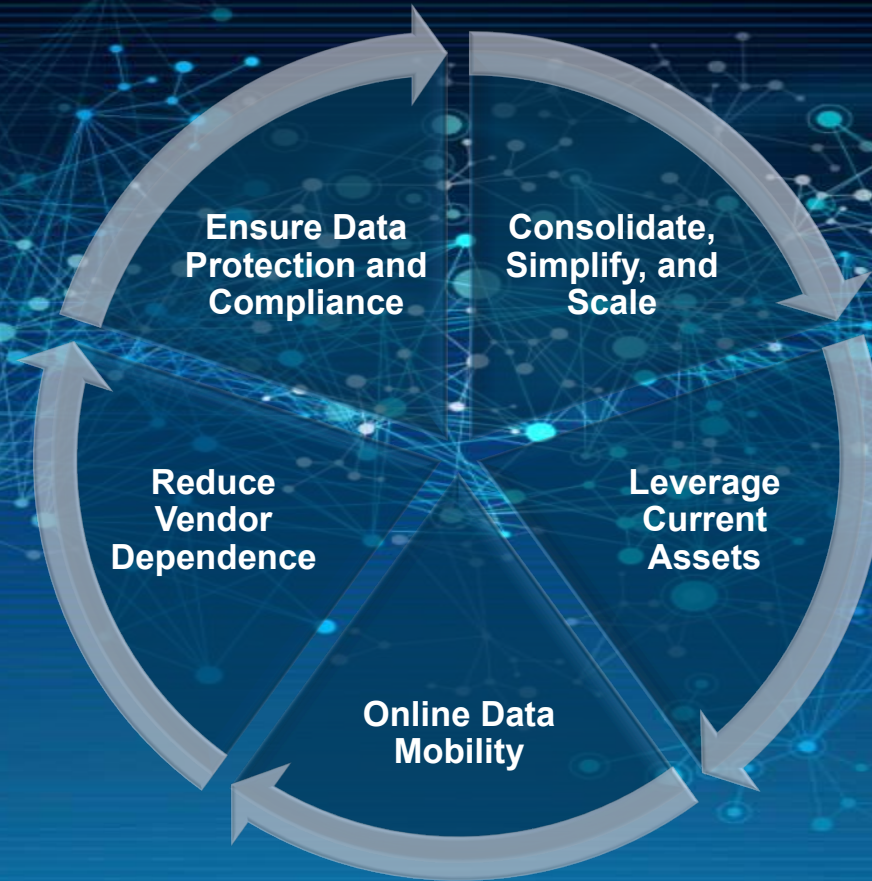 Ensure Data
Protection and
Compliance
Consolidate,
Simplify, and
Scale
Reduce
Vendor
Dependence
Leverage
Current
Assets
Online Data
Mobility